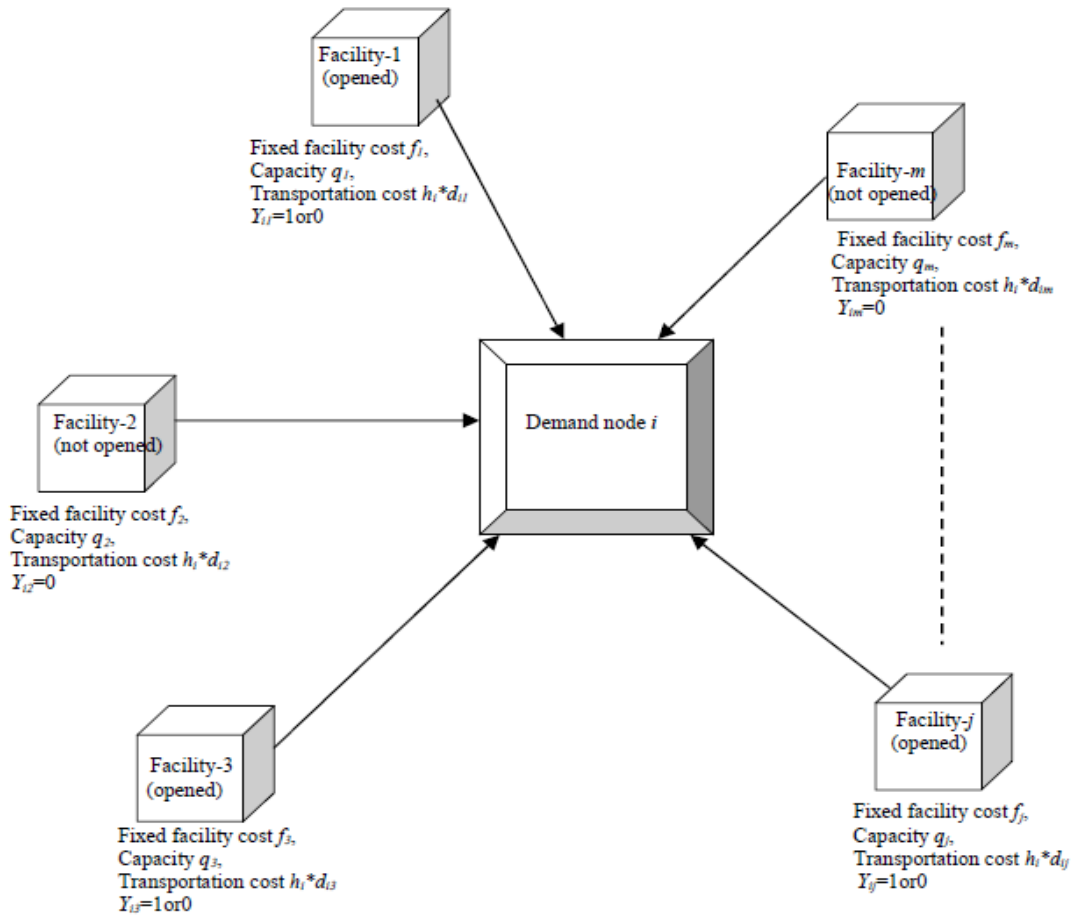 Facility-1
(opened)
Fixed facility cost f₁,
Capacity q₁,
Transportation cost hᵢ*dᵢ₁
Yᵢ₁=1or0
Facility-m
(not opened)
Fixed facility cost fₘ,
Capacity qₘ,
Transportation cost hᵢ*dᵢₘ
Yᵢₘ=0
Facility-2
(not opened)
Fixed facility cost f₂,
Capacity q₂,
Transportation cost hᵢ*dᵢ₂
Yᵢ₂=0
Demand node i
Facility-3
(opened)
Fixed facility cost f₃,
Capacity q₃,
Transportation cost hᵢ*dᵢ₃
Yᵢ₃=1or0
Facility-j
(opened)
Fixed facility cost fⱼ,
Capacity qⱼ,
Transportation cost hᵢ*dᵢⱼ
Yᵢⱼ=1or0